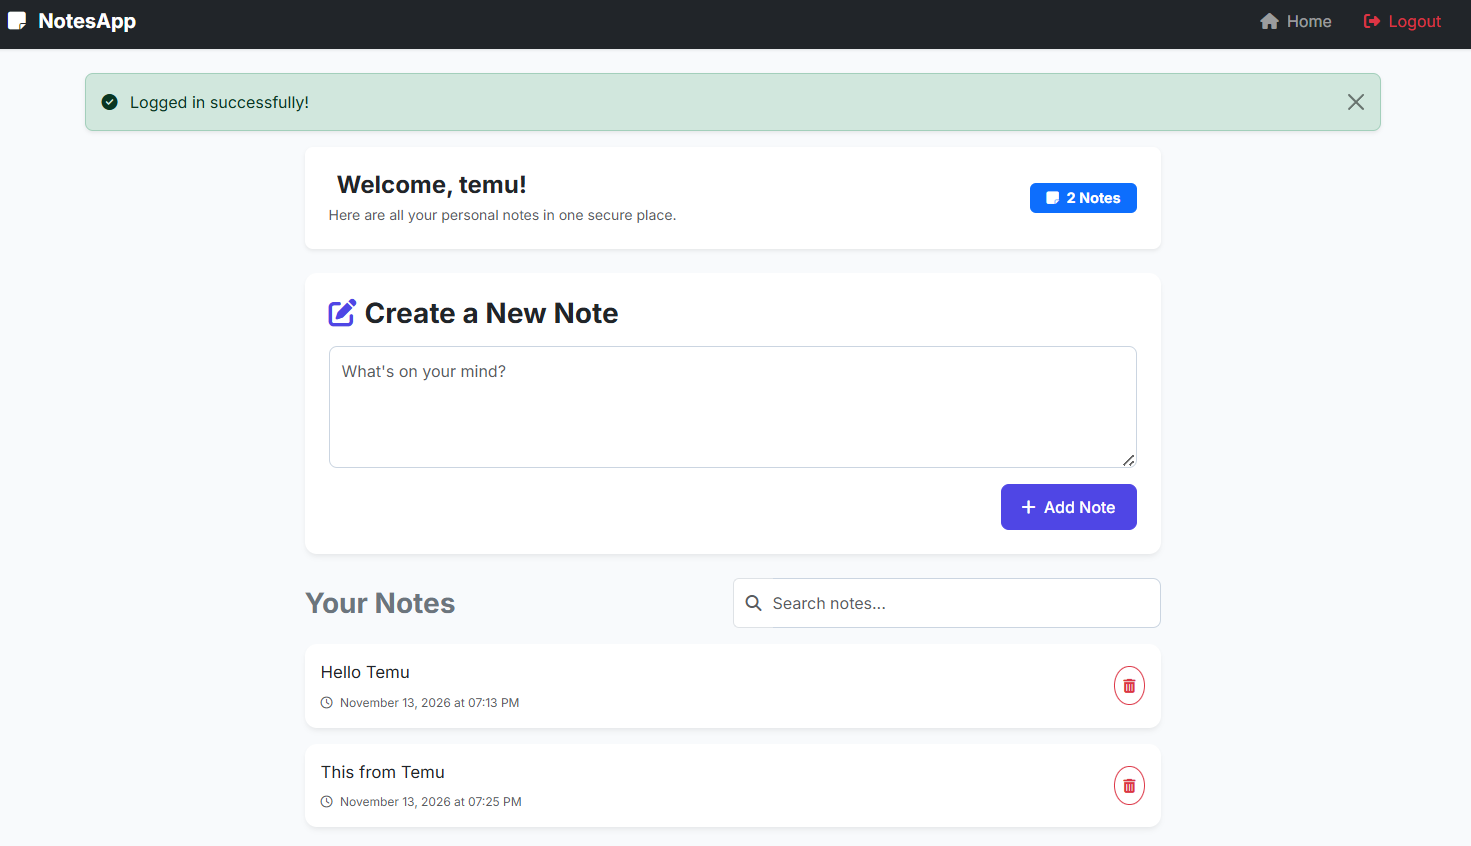 NotesApp
Home
Logout
Logged in successfully!
Welcome, temu!
2 Notes
Here are all your personal notes in one secure place.
Create a New Note
What's on your mind?
Add Note
Your Notes
Search notes...
Hello Temu
November 13, 2026 at 07:13 PM
This from Temu
November 13, 2026 at 07:25 PM